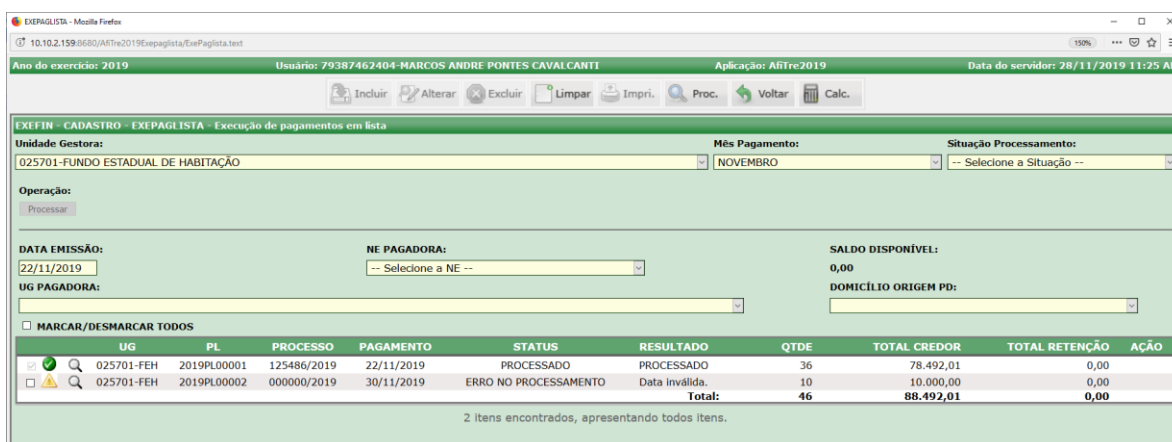 EXEPAGLISTA - Mozilla Firefox
10.10.2.159:8680/AfiTre2019Exepaglista/ExePaglista.text 150%
Ano do exercício: 2019 Usuário: 79387462404-MARCOS ANDRE PONTES CAVALCANTI Aplicação: AfiTre2019 Data do servidor: 28/11/2019 11:25 A
Incluir Alterar Excluir Limpar Impri. Proc. Voltar Calc.
EXEFIN - CADASTRO - EXEPAGLISTA - Execução de pagamentos em lista
Unidade Gestora: Mês Pagamento: Situação Processamento:
025701-FUNDO ESTADUAL DE HABITAÇÃO NOVEMBRO -- Selecione a Situação --
Operação:
Processar
DATA EMISSÃO: NE PAGADORA: SALDO DISPONÍVEL:
22/11/2019 -- Selecione a NE -- 0,00
UG PAGADORA: DOMICÍLIO ORIGEM PD:
MARCAR/DESMARCAR TODOS
UG PL PROCESSO PAGAMENTO STATUS RESULTADO QTDE TOTAL CREDOR TOTAL RETENÇÃO AÇÃO
025701-FEH 2019PL00001 125486/2019 22/11/2019 PROCESSADO PROCESSADO 36 78.492,01 0,00
025701-FEH 2019PL00002 000000/2019 30/11/2019 ERRO NO PROCESSAMENTO Data inválida. 10 10.000,00 0,00
Total: 46 88.492,01 0,00
2 itens encontrados, apresentando todos itens.